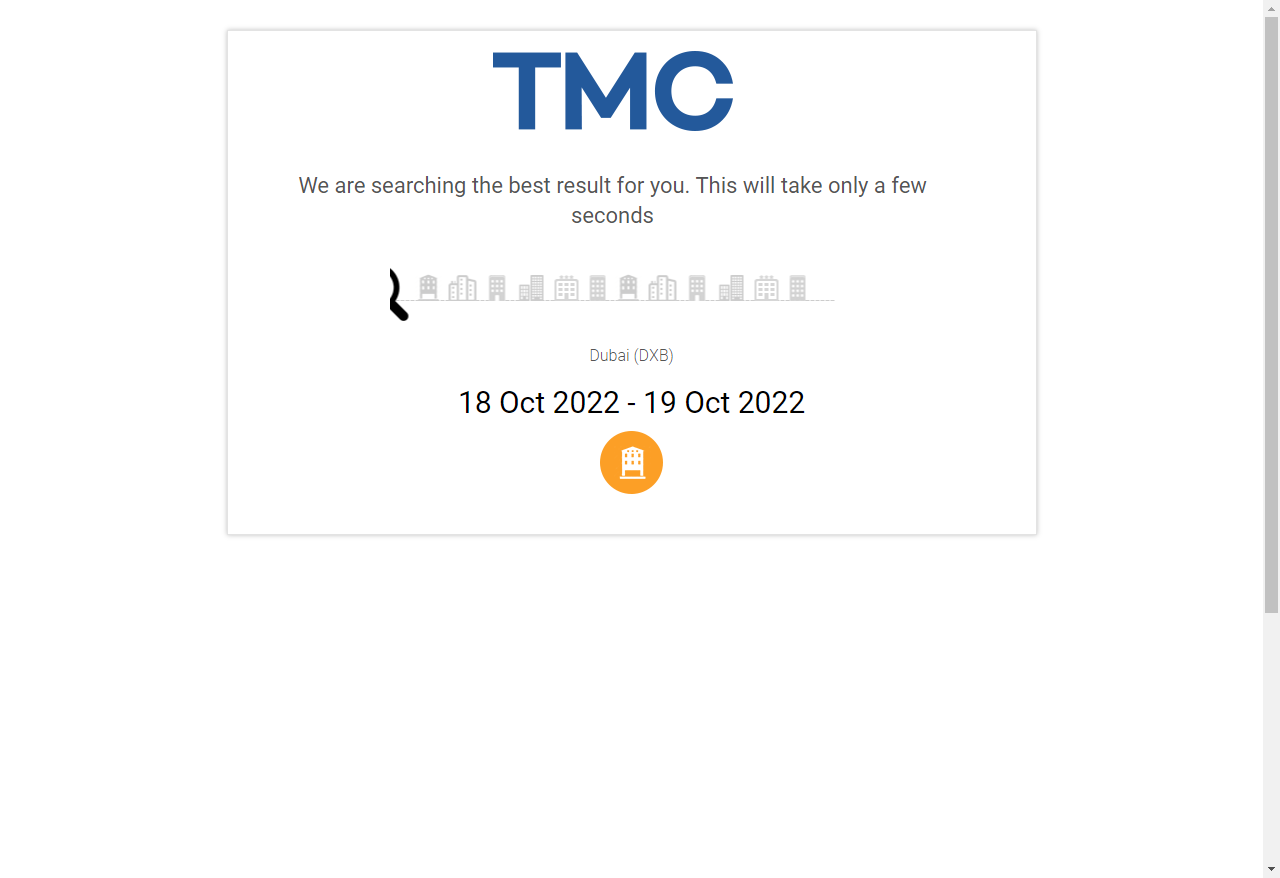 TMC
We are searching the best result for you. This will take only a few
seconds
Dubai (DXB)
18 Oct 2022 - 19 Oct 2022